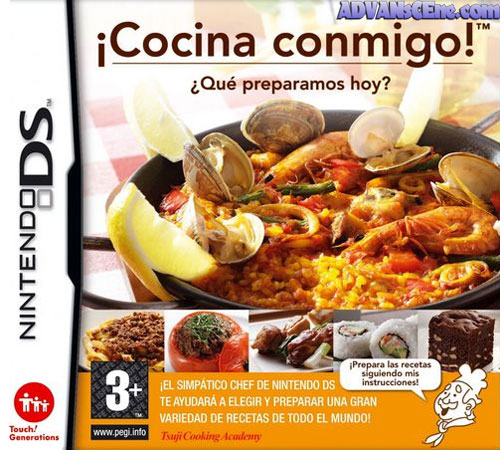 ADVAnsCEne.com
¡Cocina conmigo!™
¿Qué preparamos hoy?
NINTENDO DS™
¡Prepara las recetas
siguiendo mis
instrucciones!
3+
www.pegi.info
¡EL SIMPÁTICO CHEF DE NINTENDO DS
TE AYUDARÁ A ELEGIR Y PREPARAR UNA GRAN
VARIEDAD DE RECETAS DE TODO EL MUNDO!
Tsuji Cooking Academy
Touch!
Generations